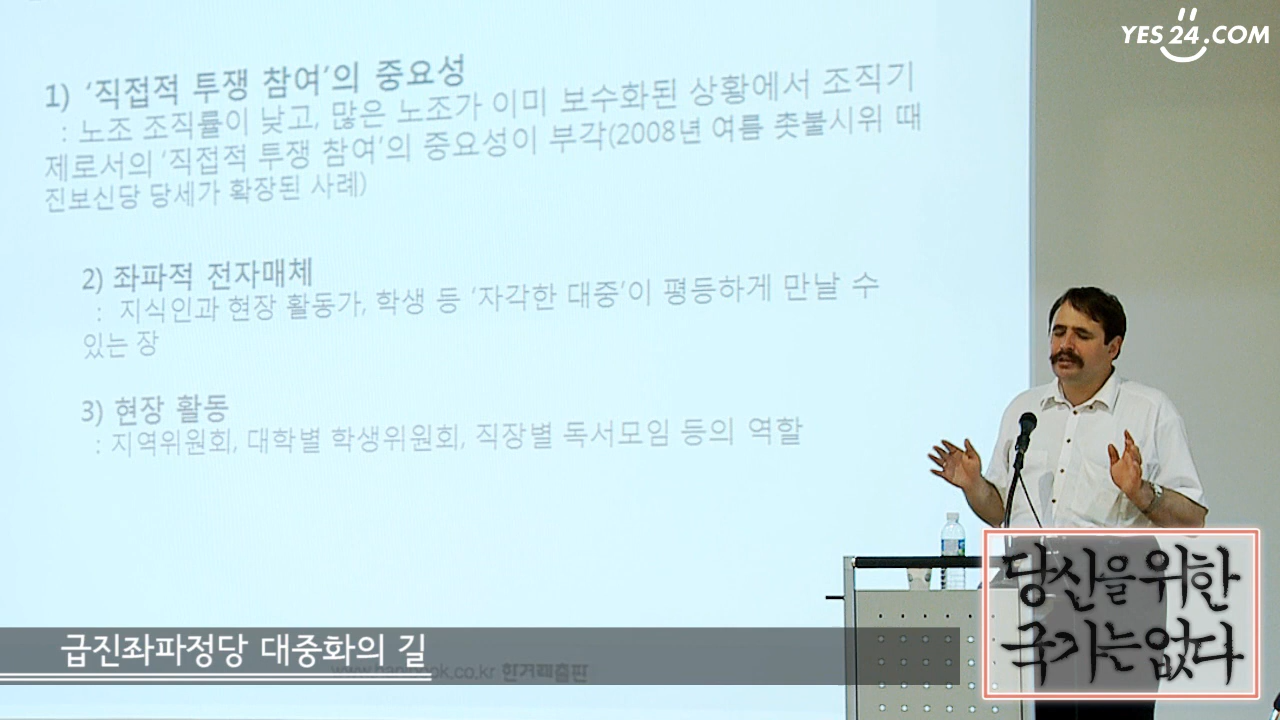 YES24.COM
1) ‘직접적 투쟁 참여’의 중요성
: 노조 조직률이 낮고, 많은 노조가 이미 보수화된 상황에서 조직기
제로서의 ‘직접적 투쟁 참여’의 중요성이 부각(2008년 여름 촛불시위 때
진보신당 당세가 확장된 사례)
2) 좌파적 전자매체
: 지식인과 현장 활동가, 학생 등 ‘자각한 대중’이 평등하게 만날 수
있는 장
3) 현장 활동
: 지역위원회, 대학별 학생위원회, 직장별 독서모임 등의 역할
당신을 위한
국가는 없다
급진좌파정당 대중화의 길
한겨레출판